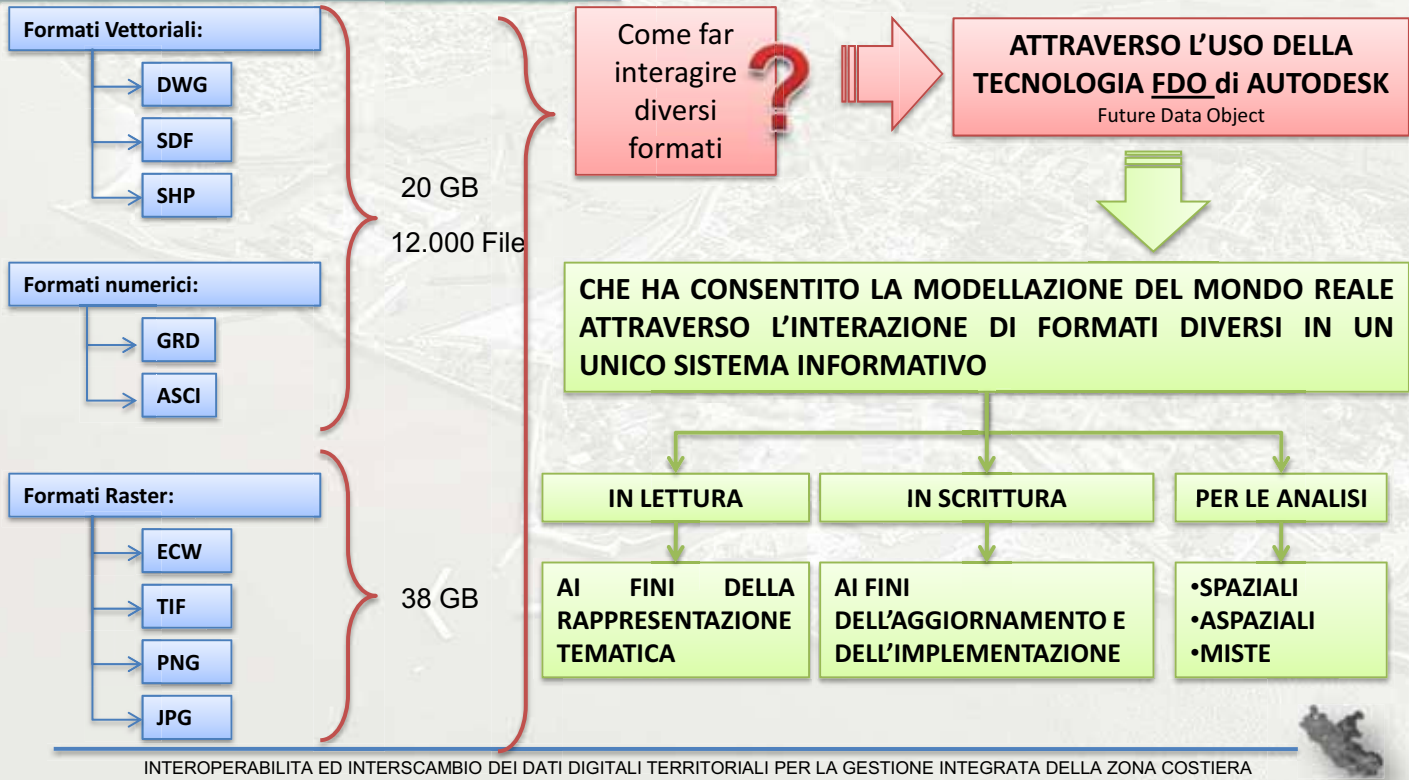 Formati Vettoriali:
DWG
SDF
SHP
Formati numerici:
GRD
ASCI
20 GB
12.000 File
Formati Raster:
ECW
TIF
PNG
JPG
38 GB
Come far
interagire
diversi
formati
?
ATTRAVERSO L'USO DELLA
TECNOLOGIA FDO di AUTODESK
Future Data Object
CHE HA CONSENTITO LA MODELLAZIONE DEL MONDO REALE
ATTRAVERSO L'INTERAZIONE DI FORMATI DIVERSI IN UN
UNICO SISTEMA INFORMATIVO
IN LETTURA
AI FINI DELLA
RAPPRESENTAZIONE
TEMATICA
IN SCRITTURA
AI FINI
DELL'AGGIORNAMENTO E
DELL'IMPLEMENTAZIONE
PER LE ANALISI
•SPAZIALI
•ASPAZIALI
•MISTE
INTEROPERABILITA ED INTERSCAMBIO DEI DATI DIGITALI TERRITORIALI PER LA GESTIONE INTEGRATA DELLA ZONA COSTIERA